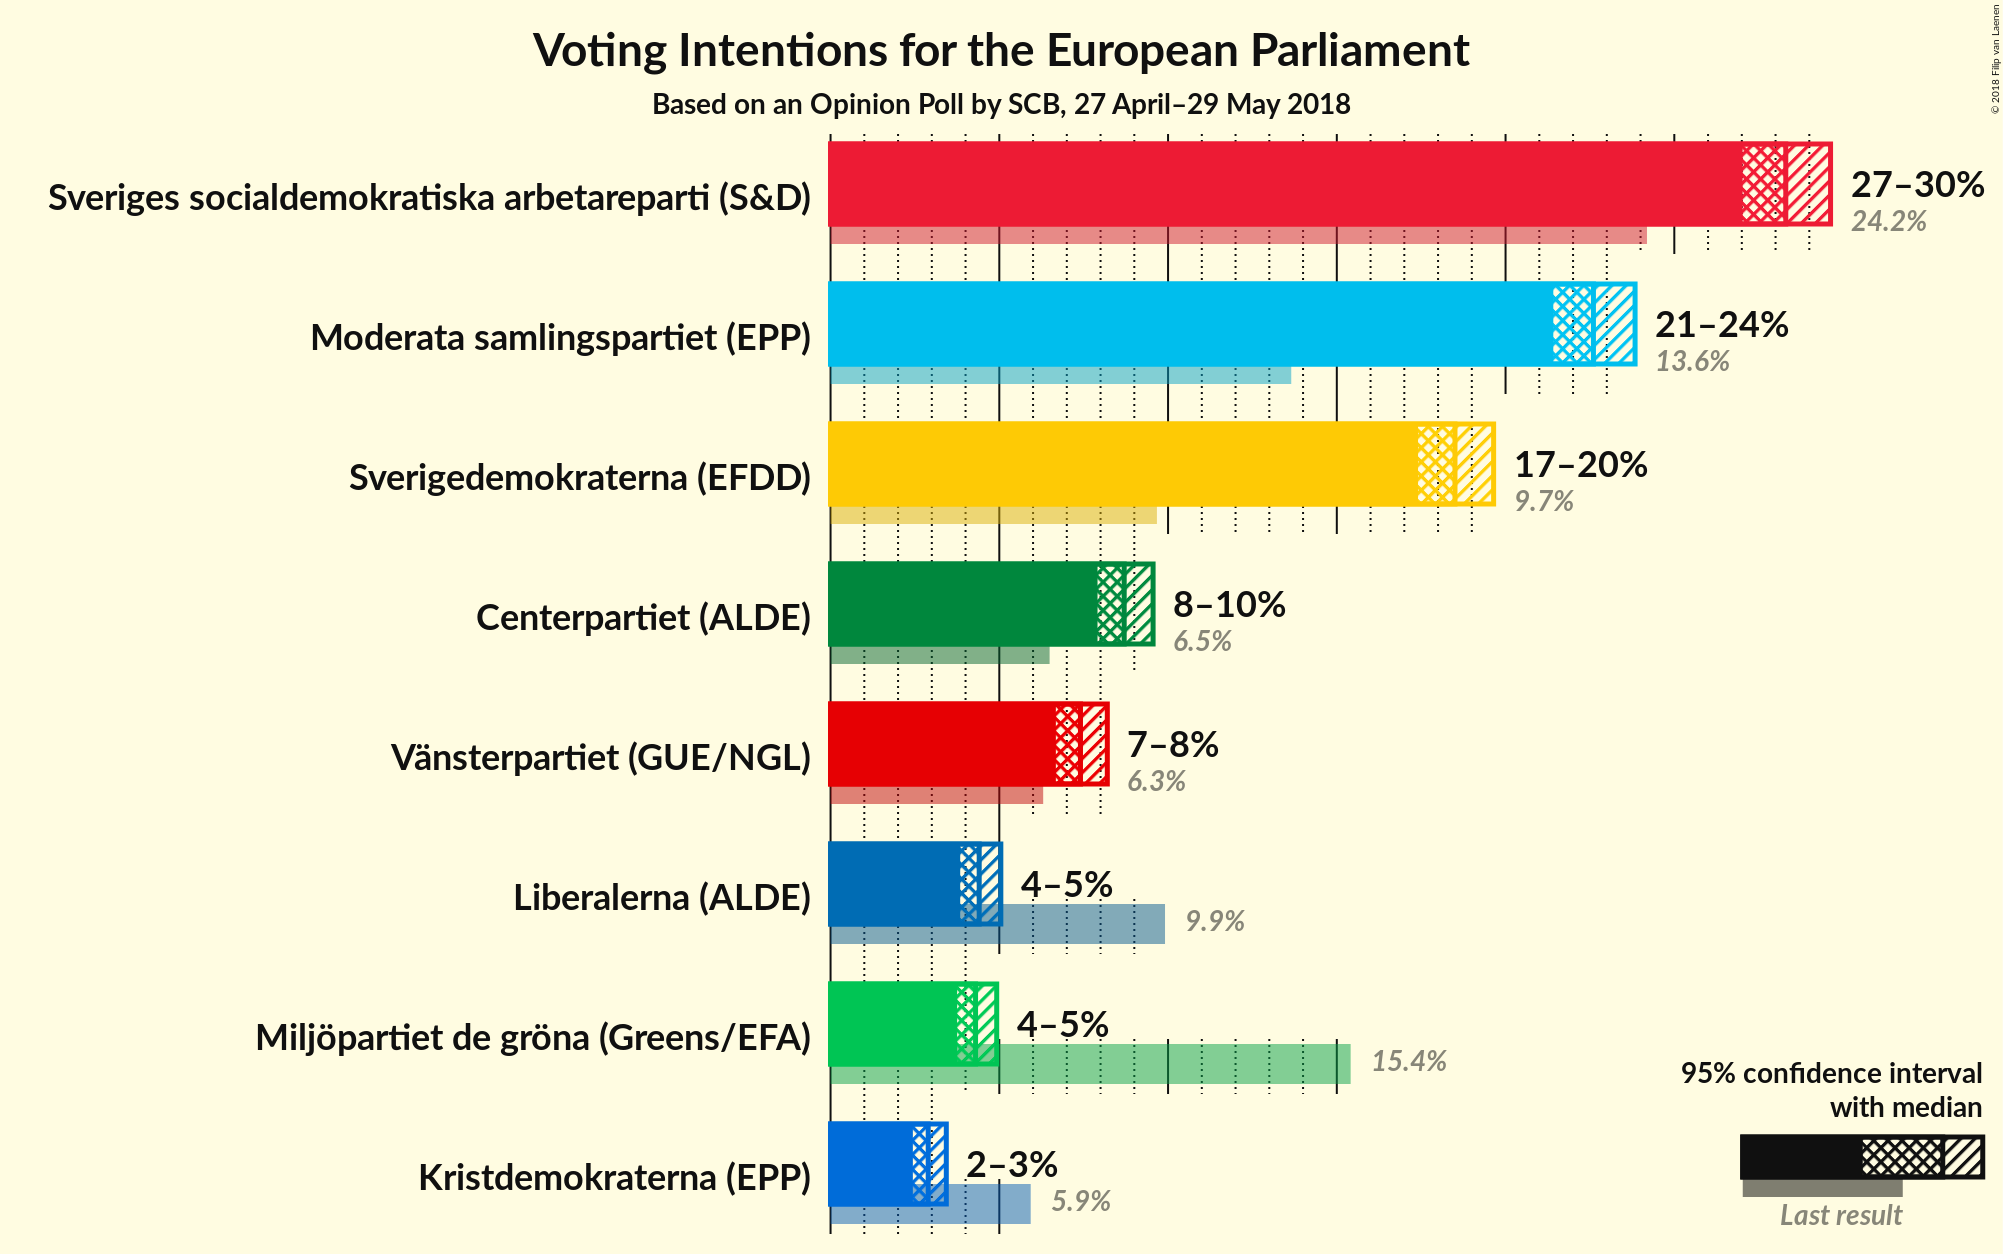 Voting Intentions for the European Parliament
Based on an Opinion Poll by SCB, 27 April–29 May 2018
© 2018 Filip van Laenen
Sveriges socialdemokratiska arbetareparti (S&D)
27–30%
24.2%
Moderata samlingspartiet (EPP)
21–24%
13.6%
Sverigedemokraterna (EFDD)
17–20%
9.7%
Centerpartiet (ALDE)
8–10%
6.5%
Vänsterpartiet (GUE/NGL)
7–8%
6.3%
Liberalerna (ALDE)
4–5%
9.9%
Miljöpartiet de gröna (Greens/EFA)
4–5%
15.4%
Kristdemokraterna (EPP)
2–3%
5.9%
95% confidence interval
with median
Last result